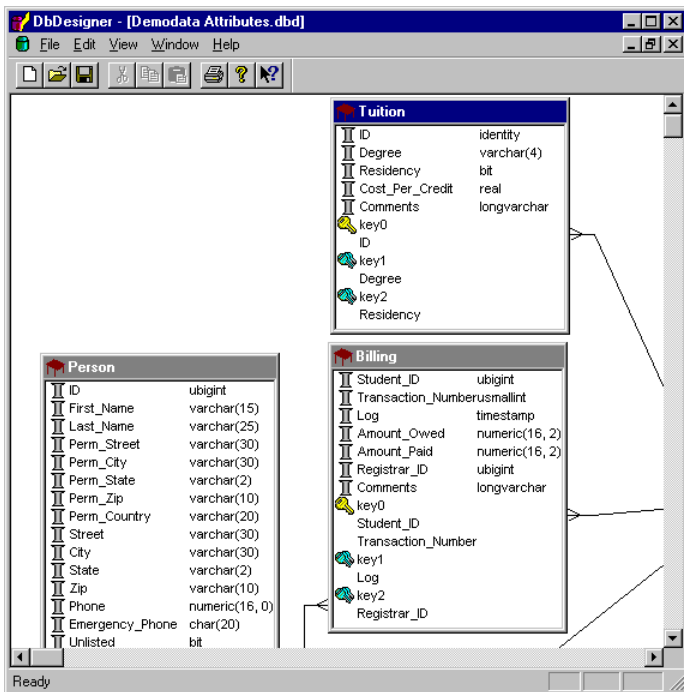 DbDesigner - [Demodata Attributes.dbd]
File Edit View Window Help
Tuition
ID identity
Degree varchar(4)
Residency bit
Cost_Per_Credit real
Comments longvarchar
key0
ID
key1
Degree
key2
Residency
Person
ID ubigint
First_Name varchar(15)
Last_Name varchar(25)
Perm_Street varchar(30)
Perm_City varchar(30)
Perm_State varchar(2)
Perm_Zip varchar(10)
Perm_Country varchar(20)
Street varchar(30)
City varchar(30)
State varchar(2)
Zip varchar(10)
Phone numeric(16, 0)
Emergency_Phone char(20)
Unlisted bit
Billing
Student_ID ubigint
Transaction_Numberusmallint
Log timestamp
Amount_Owed numeric(16, 2)
Amount_Paid numeric(16, 2)
Registrar_ID ubigint
Comments longvarchar
key0
Student_ID
Transaction_Number
key1
Log
key2
Registrar_ID
Ready